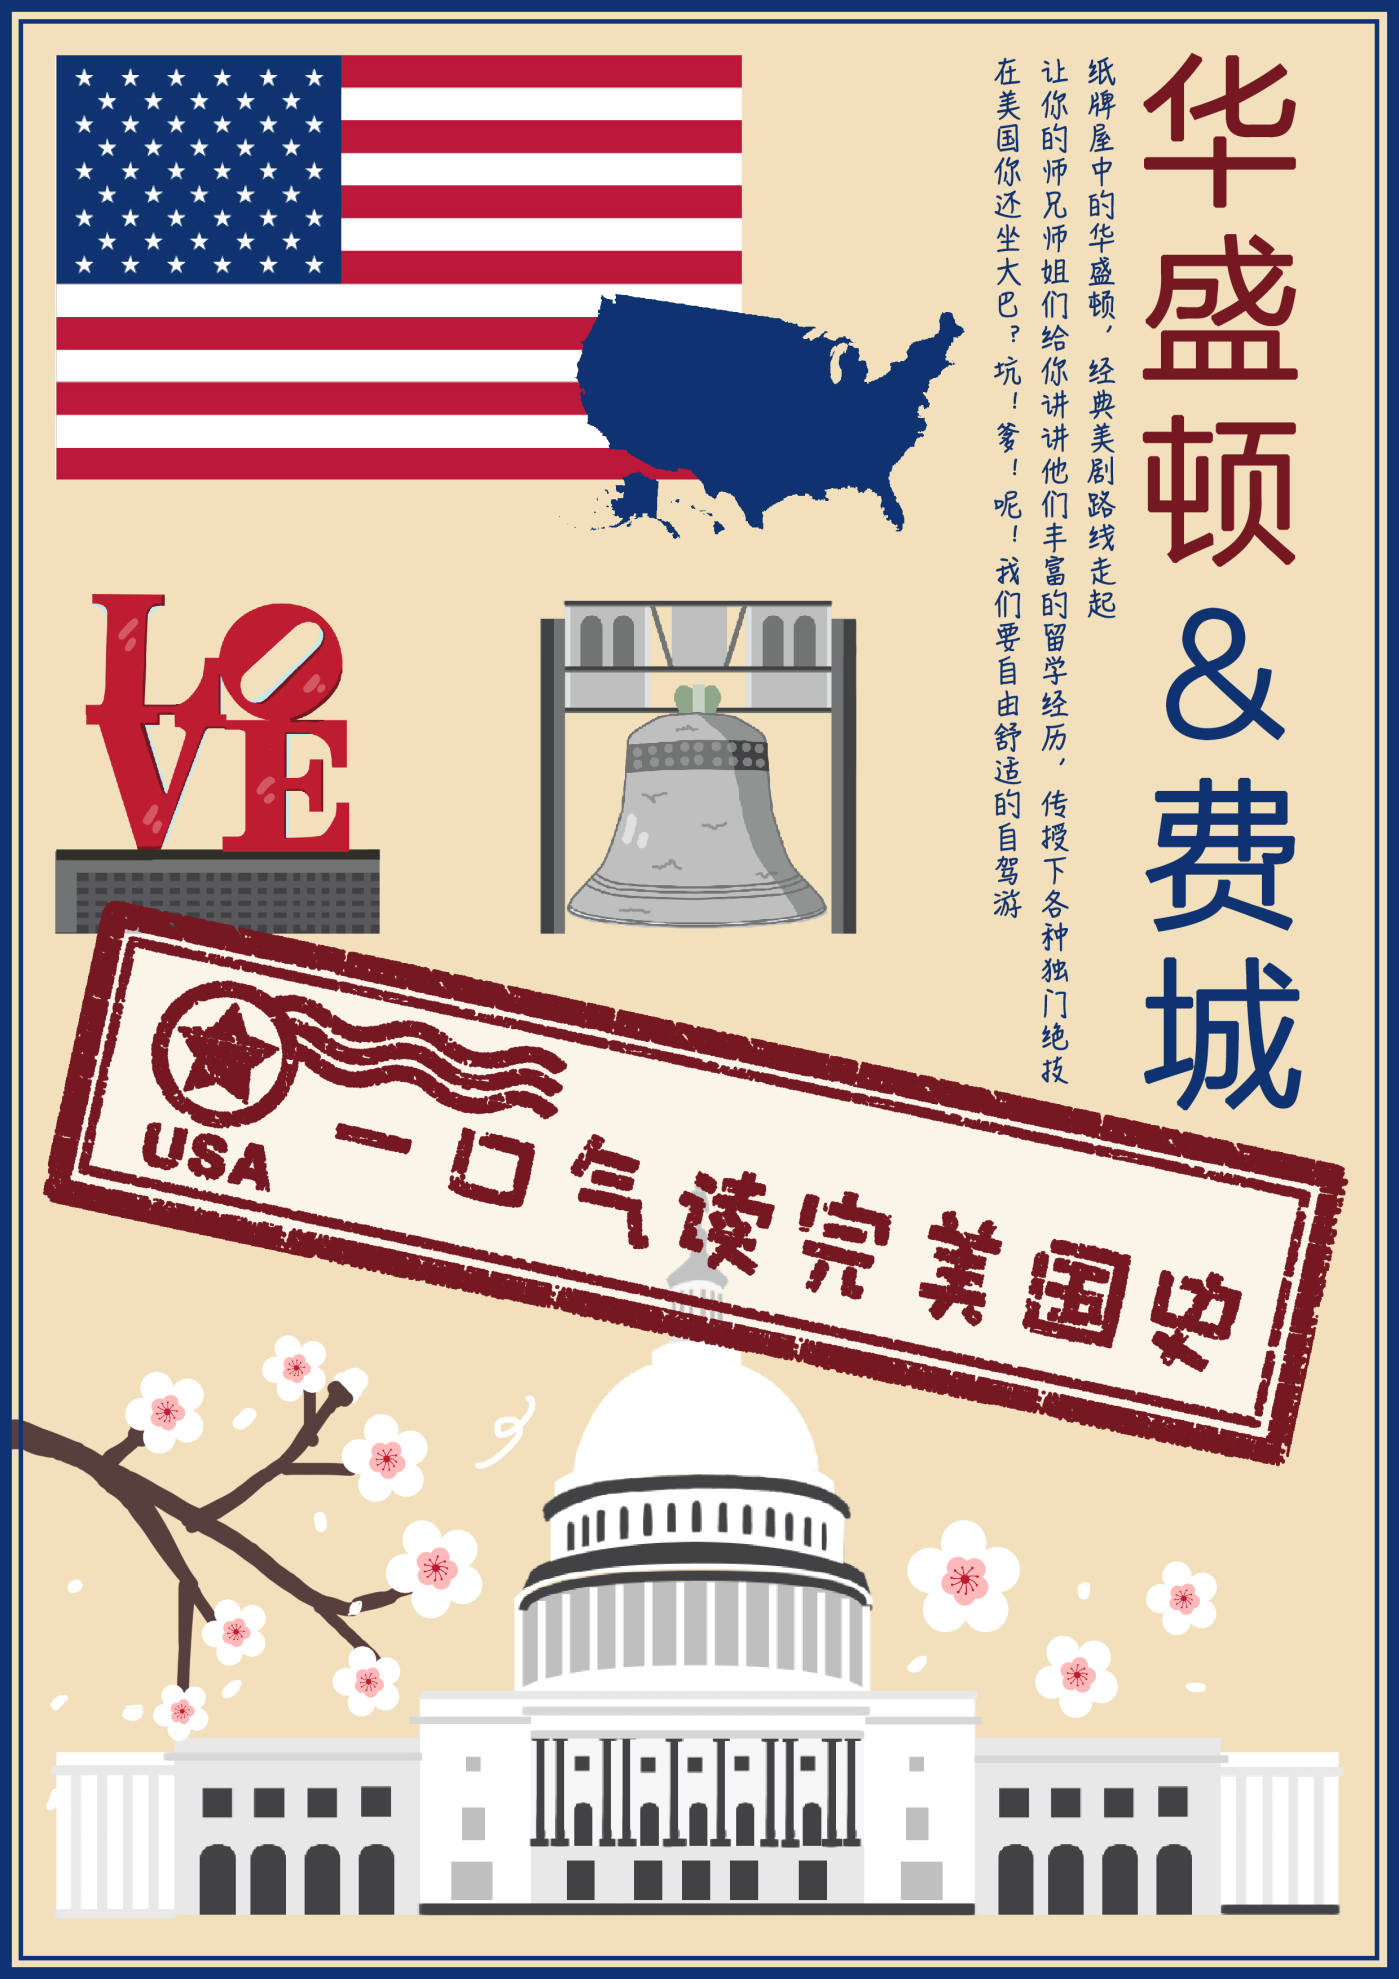 华盛顿&费城
纸牌屋中的华盛顿，经典美剧路线走起
让你的师兄师姐们给你讲讲他们丰富的留学经历，传授下各种独门绝技
在美国你还坐大巴？坑！爹！呢！我们要自由舒适的自驾游
LO
VE
USA
一口气读完美国史